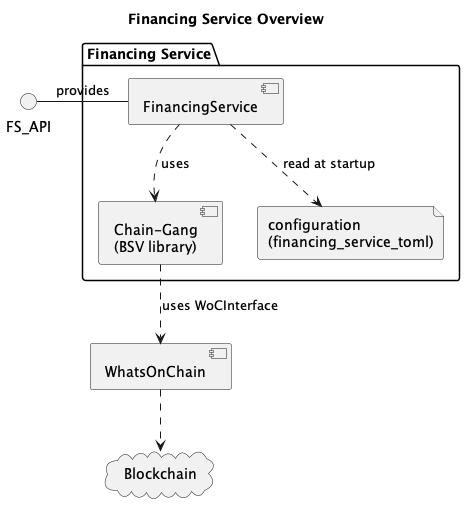 Financing Service Overview
Financing Service
provides
FinancingService
FS_API
uses
read at startup
Chain-Gang
(BSV library)
configuration
(financing_service_toml)
uses WoCInterface
WhatsOnChain
Blockchain